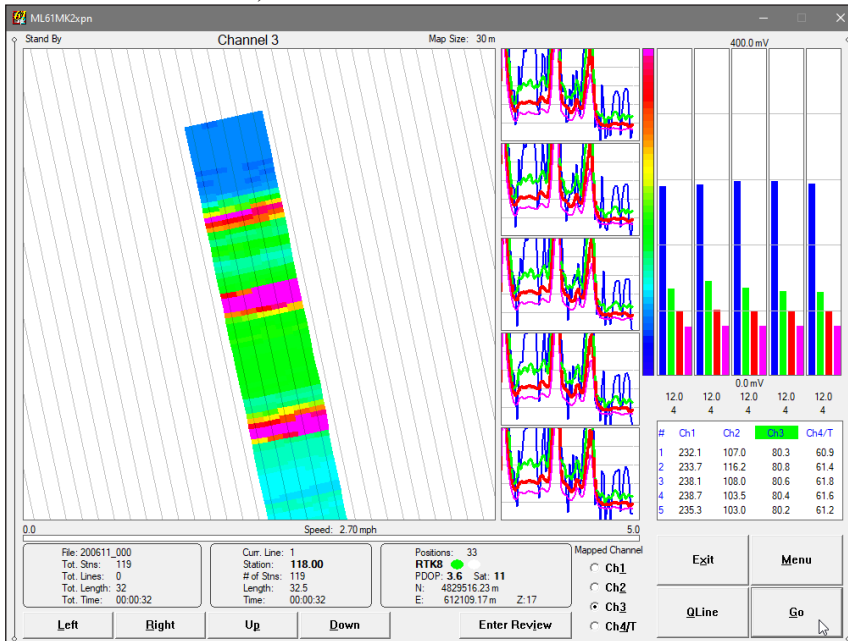 ML61MK2xpn
Stand By Channel 3 Map Size: 30 m
400.0 mV
0.0 mV
12.0 12.0 12.0 12.0 12.0
4 4 4 4 4
# Ch1 Ch2 Ch3 Ch4/T
1 232.1 107.0 80.3 60.9
2 233.7 116.2 80.8 61.4
3 238.1 108.0 80.6 61.8
4 238.7 103.5 80.4 61.6
5 235.3 103.0 80.2 61.2
0.0 Speed: 2.70 mph 5.0
File: 200611_000
Tot. Stns: 119
Tot. Lines: 0
Tot. Length: 32
Tot. Time: 00:00:32
Curr. Line: 1
Station: 118.00
# of Stns: 119
Length: 32.5
Time: 00:00:32
Positions: 33
RTK8
PDOP: 3.6 Sat: 11
N: 4829516.23 m
E: 612109.17 m Z: 17
Mapped Channel
Ch1
Ch2
Ch3
Ch4/T
Exit Menu
QLine Go
Left Right Up Down Enter Review